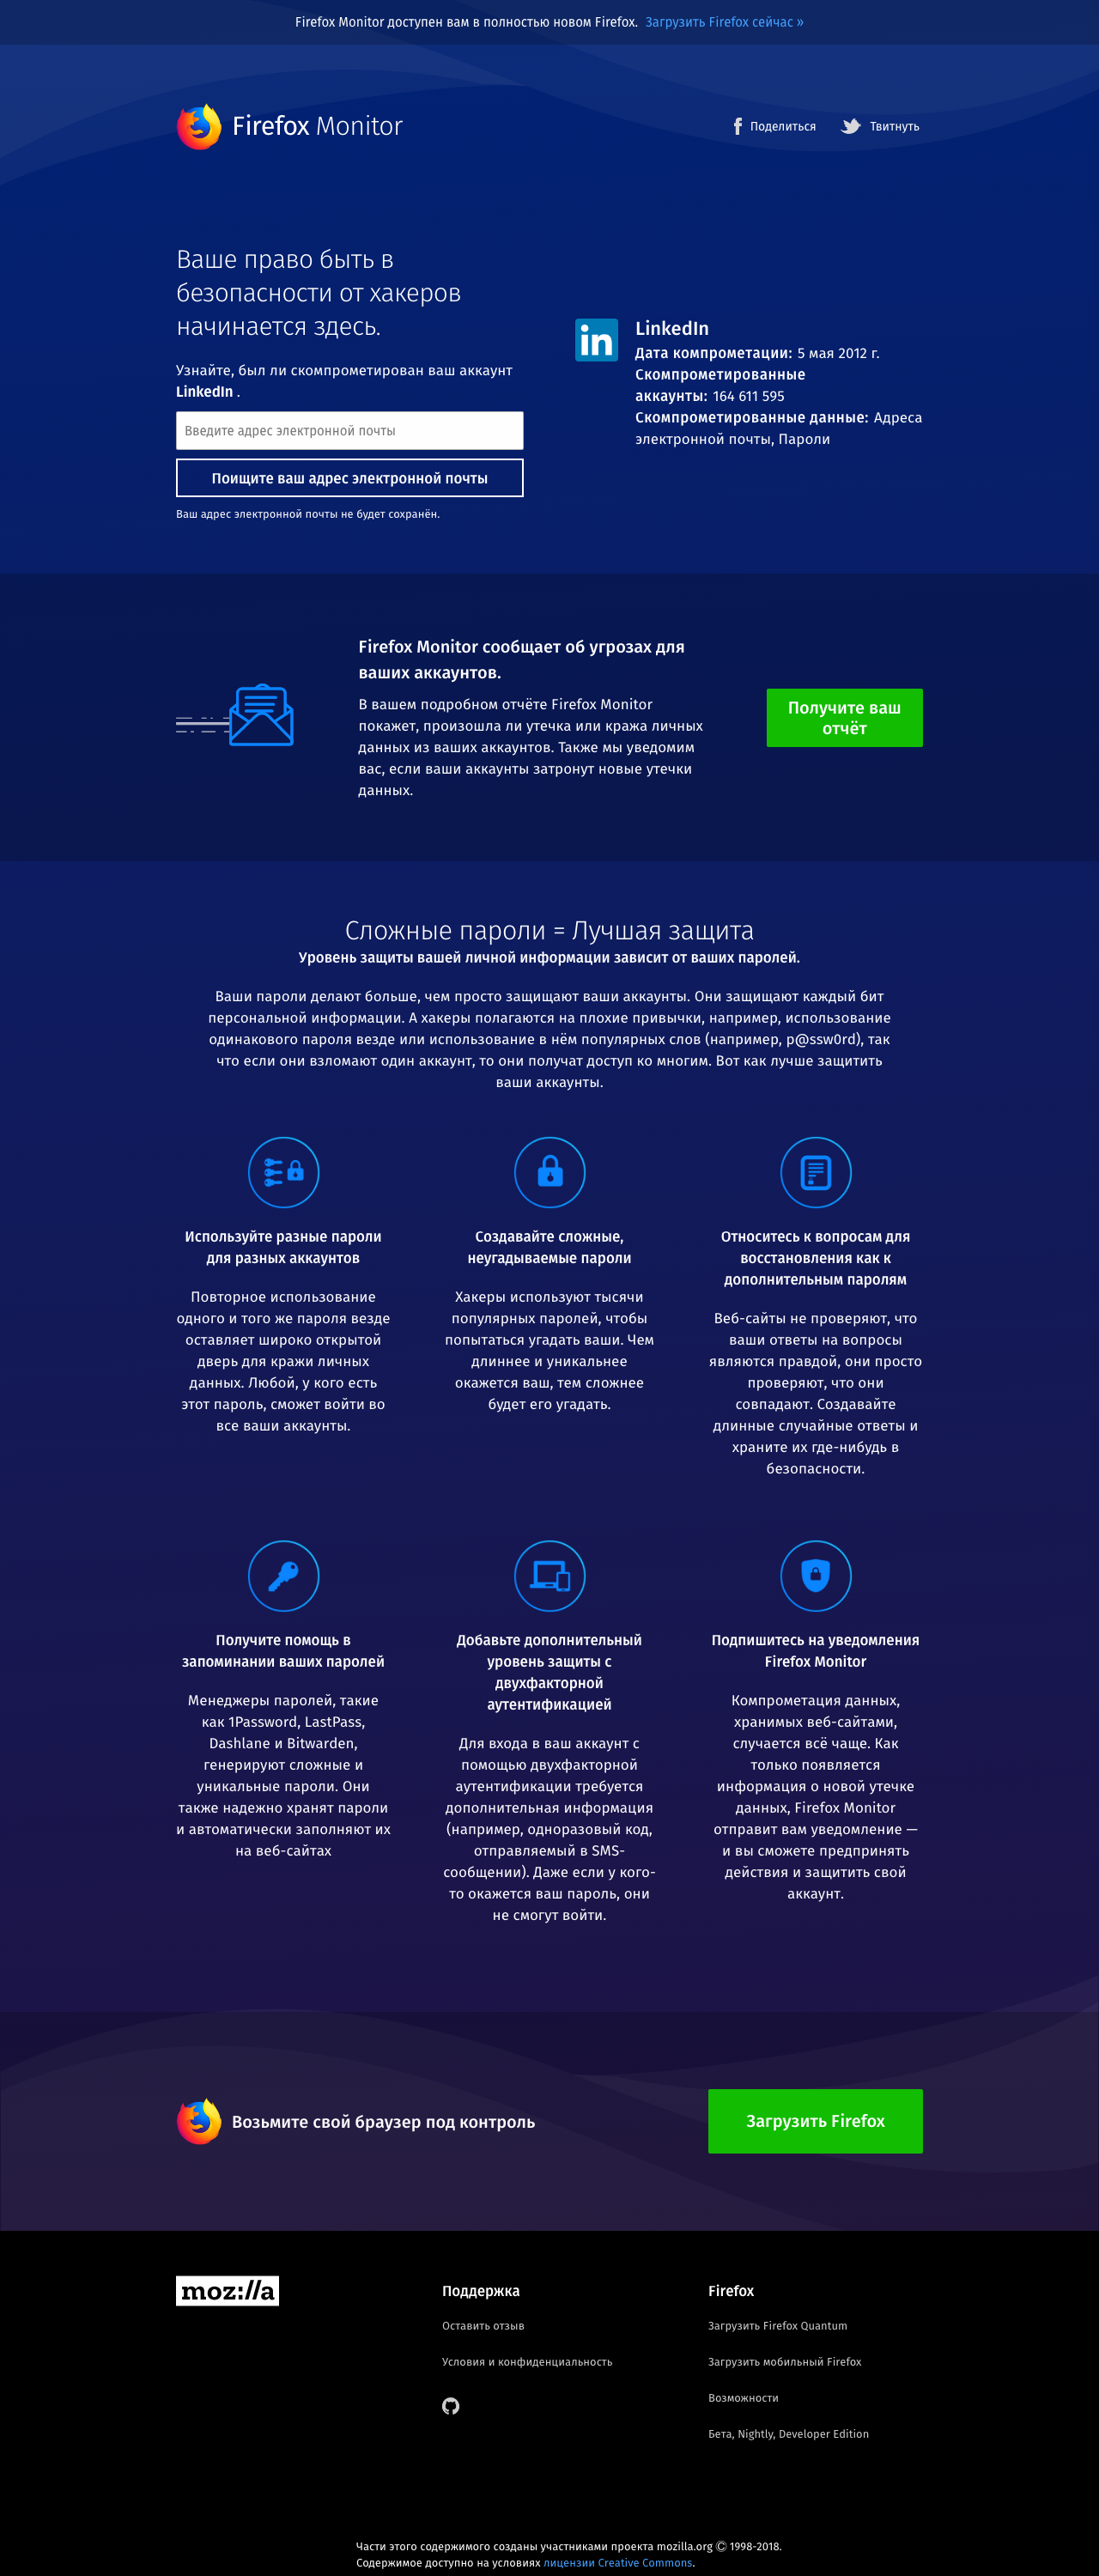 Firefox Monitor доступен вам в полностью новом Firefox. Загрузить Firefox сейчас »
Firefox Monitor
Поделиться
Твитнуть
Ваше право быть в
безопасности от хакеров
начинается здесь.
Узнайте, был ли скомпрометирован ваш аккаунт
LinkedIn .
Введите адрес электронной почты
Поищите ваш адрес электронной почты
Ваш адрес электронной почты не будет сохранён.
in
LinkedIn
Дата компрометации: 5 мая 2012 г.
Скомпрометированные
аккаунты: 164 611 595
Скомпрометированные данные: Адреса
электронной почты, Пароли
Firefox Monitor сообщает об угрозах для
ваших аккаунтов.
В вашем подробном отчёте Firefox Monitor
покажет, произошла ли утечка или кража личных
данных из ваших аккаунтов. Также мы уведомим
вас, если ваши аккаунты затронут новые утечки
данных.
Получите ваш
отчёт
Сложные пароли = Лучшая защита
Уровень защиты вашей личной информации зависит от ваших паролей.
Ваши пароли делают больше, чем просто защищают ваши аккаунты. Они защищают каждый бит
персональной информации. А хакеры полагаются на плохие привычки, например, использование
одинакового пароля везде или использование в нём популярных слов (например, p@ssw0rd), так
что если они взломают один аккаунт, то они получат доступ ко многим. Вот как лучше защитить
ваши аккаунты.
Используйте разные пароли
для разных аккаунтов
Повторное использование
одного и того же пароля везде
оставляет широко открытой
дверь для кражи личных
данных. Любой, у кого есть
этот пароль, сможет войти во
все ваши аккаунты.
Создавайте сложные,
неугадываемые пароли
Хакеры используют тысячи
популярных паролей, чтобы
попытаться угадать ваши. Чем
длиннее и уникальнее
окажется ваш, тем сложнее
будет его угадать.
Относитесь к вопросам для
восстановления как к
дополнительным паролям
Веб-сайты не проверяют, что
ваши ответы на вопросы
являются правдой, они просто
проверяют, что они
совпадают. Создавайте
длинные случайные ответы и
храните их где-нибудь в
безопасности.
Получите помощь в
запоминании ваших паролей
Менеджеры паролей, такие
как 1Password, LastPass,
Dashlane и Bitwarden,
генерируют сложные и
уникальные пароли. Они
также надежно хранят пароли
и автоматически заполняют их
на веб-сайтах
Добавьте дополнительный
уровень защиты с
двухфакторной
аутентификацией
Для входа в ваш аккаунт с
помощью двухфакторной
аутентификации требуется
дополнительная информация
(например, одноразовый код,
отправляемый в SMS-
сообщении). Даже если у кого-
то окажется ваш пароль, они
не смогут войти.
Подпишитесь на уведомления
Firefox Monitor
Компрометация данных,
хранимых веб-сайтами,
случается всё чаще. Как
только появляется
информация о новой утечке
данных, Firefox Monitor
отправит вам уведомление —
и вы сможете предпринять
действия и защитить свой
аккаунт.
Возьмите свой браузер под контроль
Загрузить Firefox
moz://a
Поддержка
Оставить отзыв
Условия и конфиденциальность
Firefox
Загрузить Firefox Quantum
Загрузить мобильный Firefox
Возможности
Бета, Nightly, Developer Edition
Части этого содержимого созданы участниками проекта mozilla.org © 1998-2018.
Содержимое доступно на условиях лицензии Creative Commons.